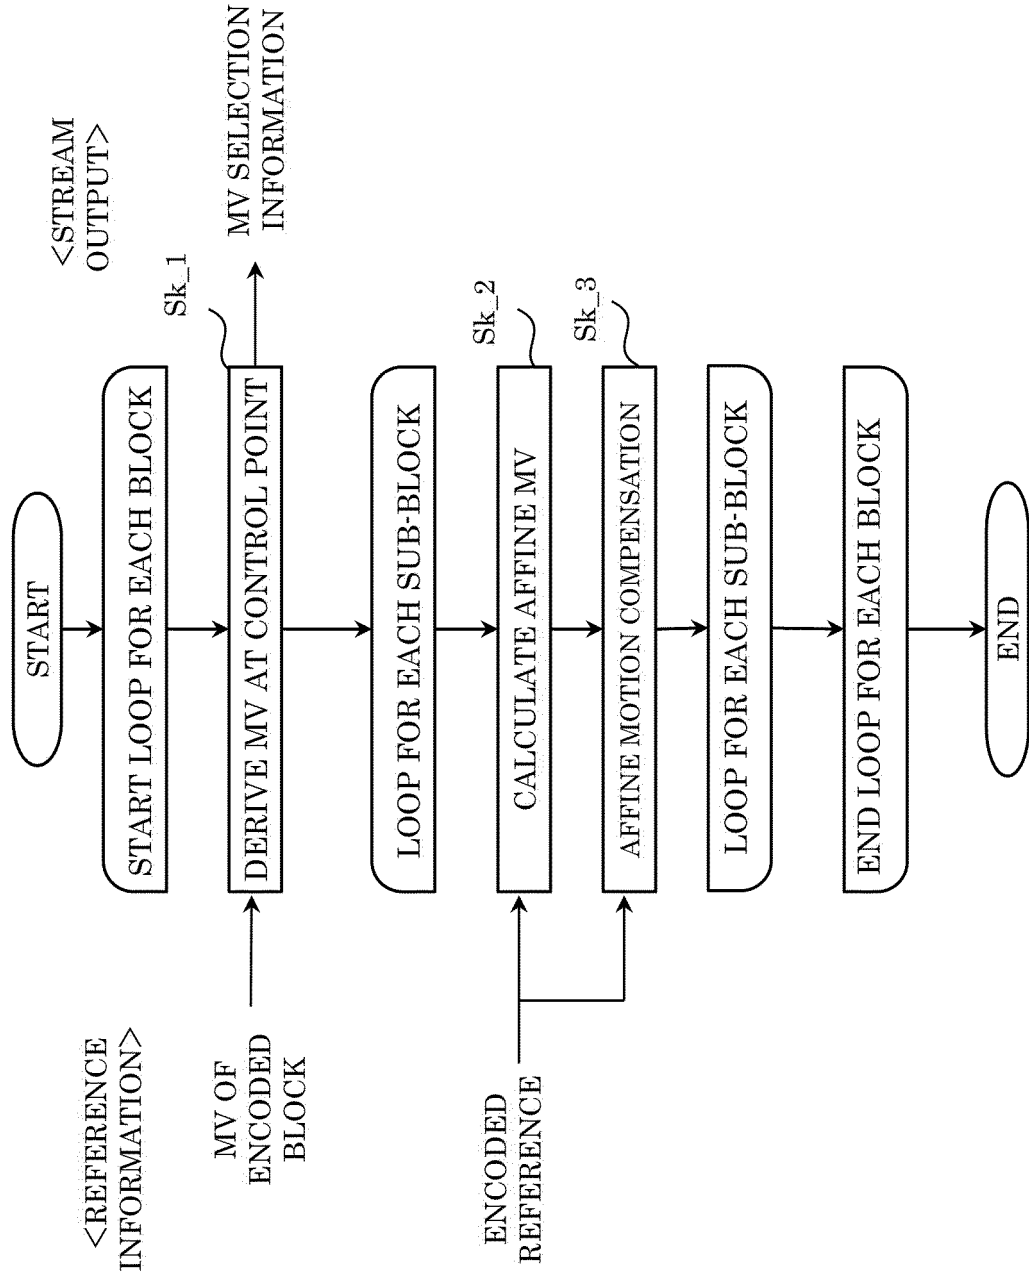 START
<REFERENCE
INFORMATION>
<STREAM
OUTPUT>
START LOOP FOR EACH BLOCK
Sk_1
MV OF
ENCODED
BLOCK
DERIVE MV AT CONTROL POINT
MV SELECTION
INFORMATION
LOOP FOR EACH SUB-BLOCK
Sk_2
ENCODED
REFERENCE
CALCULATE AFFINE MV
Sk_3
AFFINE MOTION COMPENSATION
LOOP FOR EACH SUB-BLOCK
END LOOP FOR EACH BLOCK
END